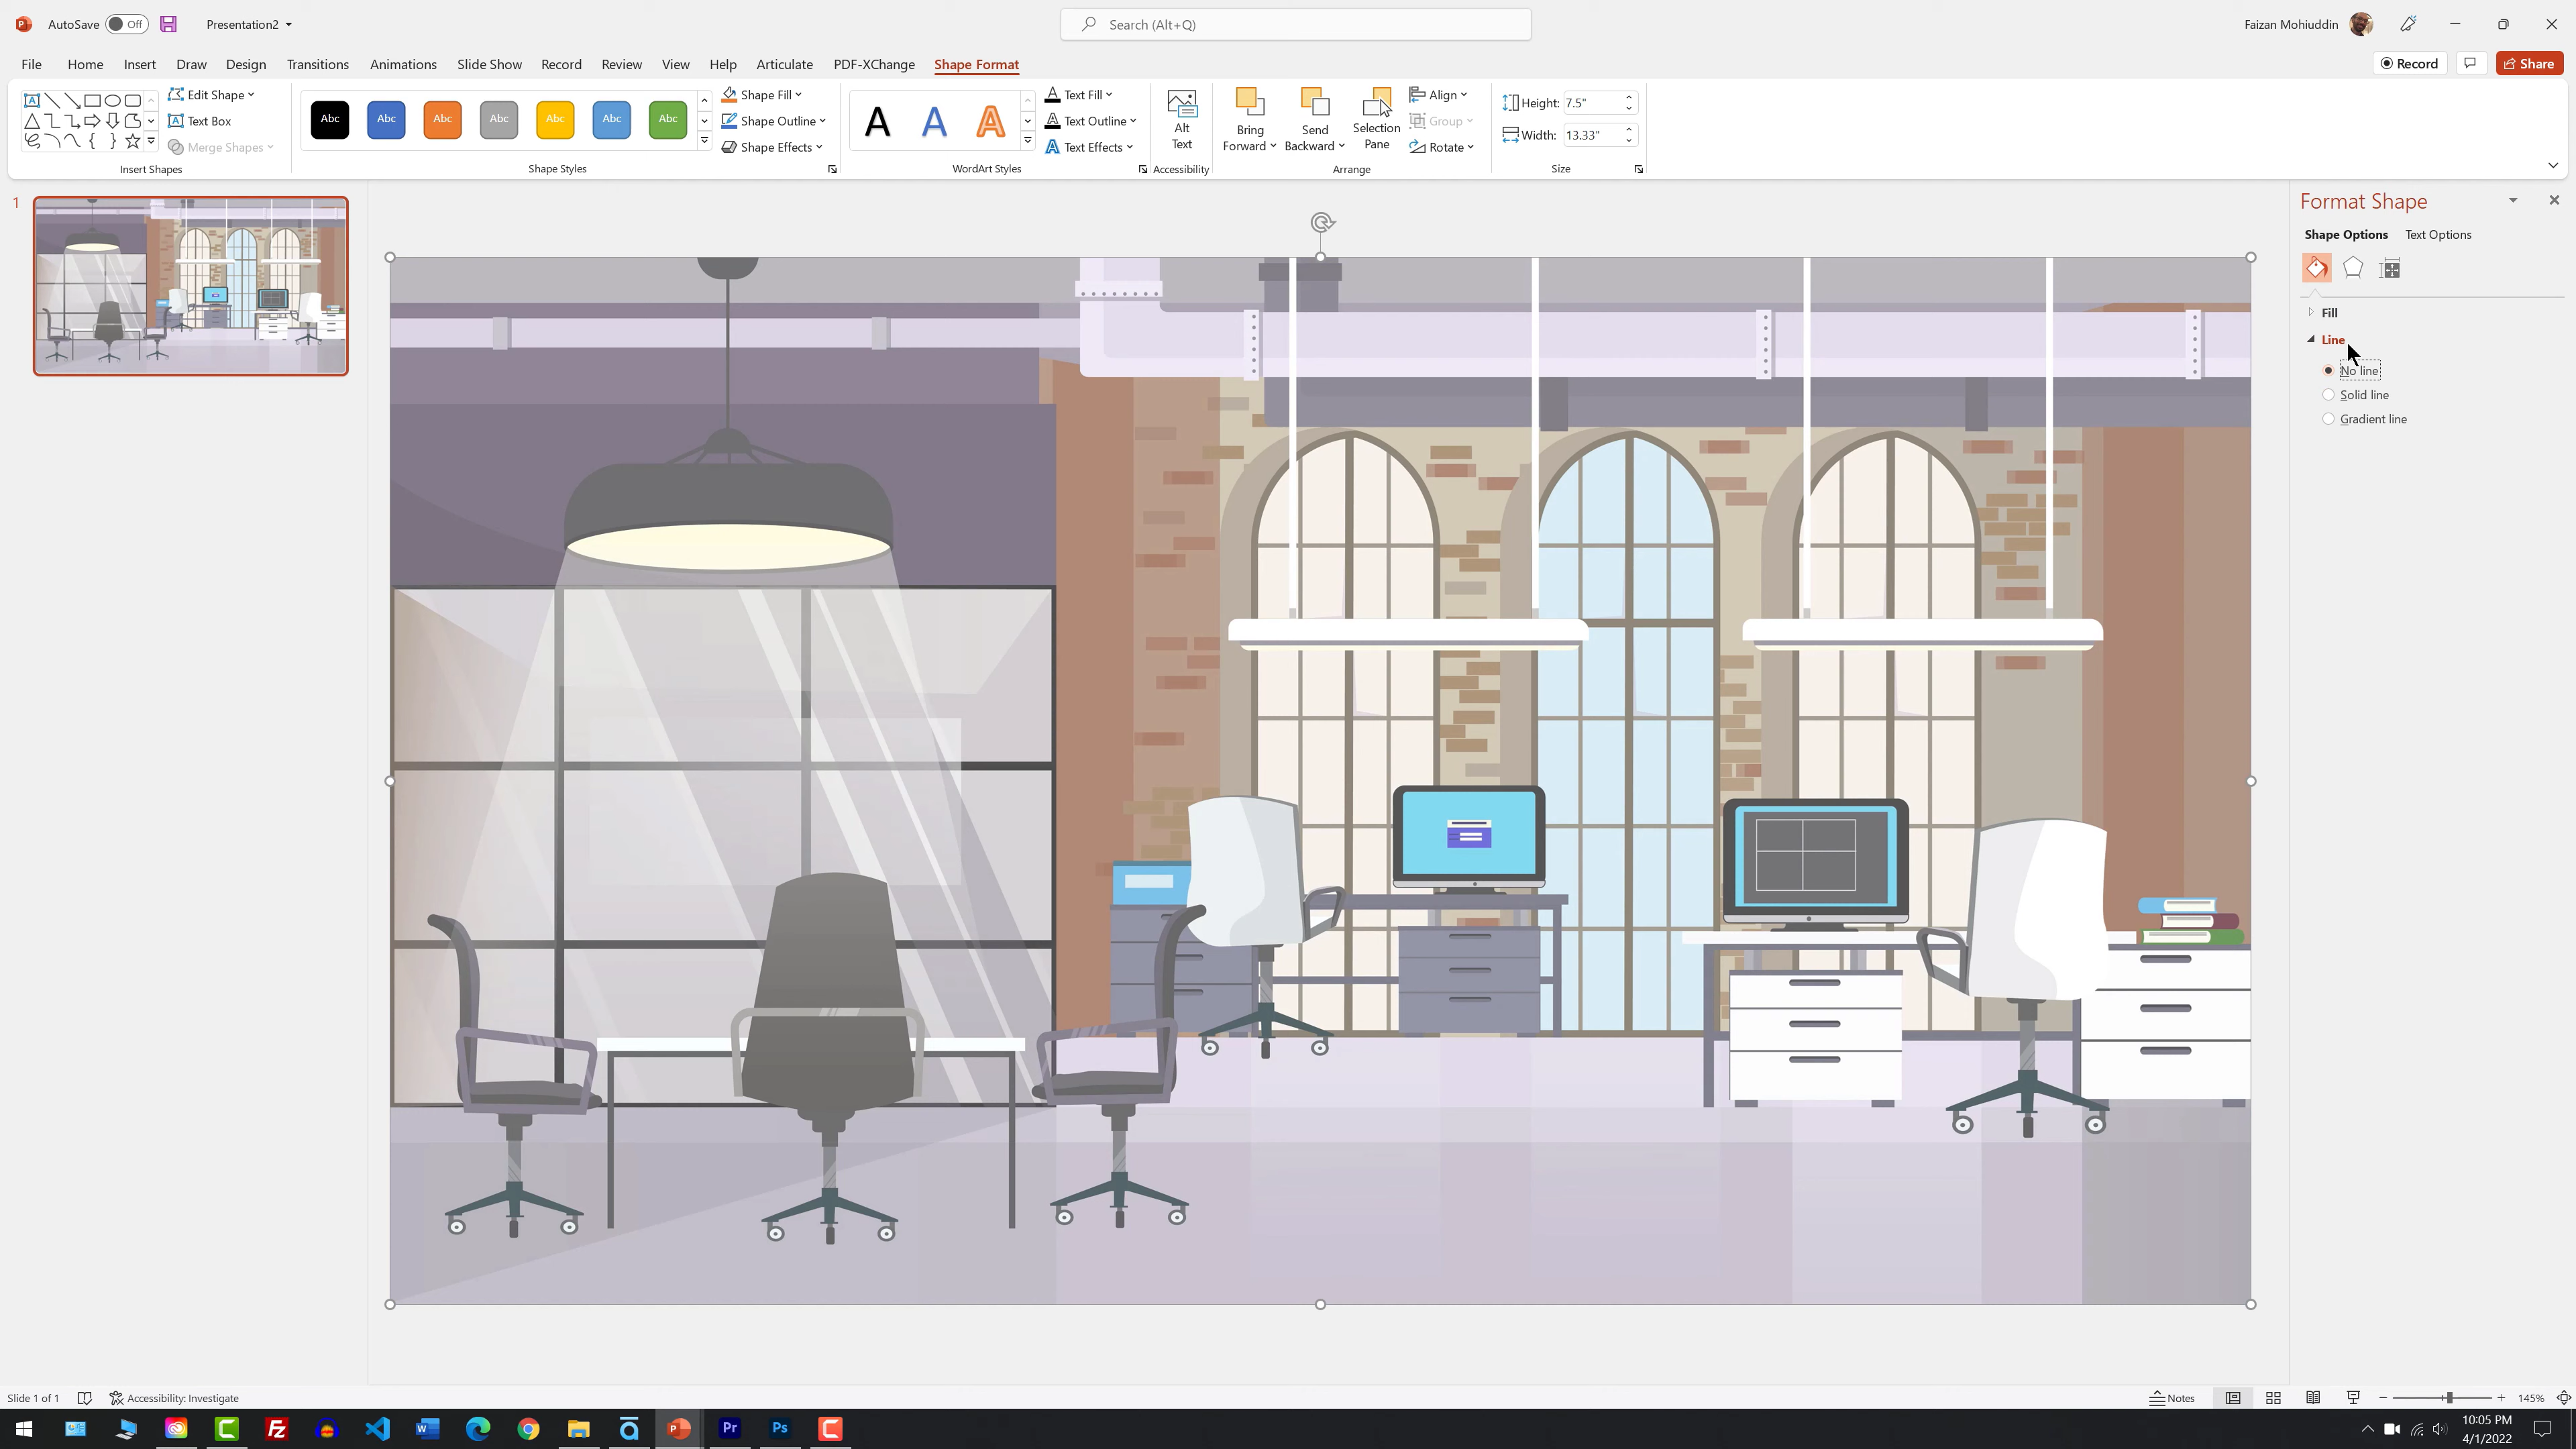 AutoSave Off Presentation2 Search (Alt+Q) Faizan Mohiuddin
File Home Insert Draw Design Transitions Animations Slide Show Record Review View Help Articulate PDF-XChange Shape Format Record Share
Edit Shape
Text Box
Merge Shapes
Insert Shapes
Abc Abc Abc Abc Abc Abc Abc
Shape Fill
Shape Outline
Shape Effects
Shape Styles
A A A
Text Fill
Text Outline
Text Effects
WordArt Styles
Alt
Text
Accessibility
Bring
Forward
Send
Backward
Selection
Pane
Align
Group
Rotate
Arrange
Height: 7.5"
Width: 13.33"
Size
1
Format Shape
Shape Options Text Options
Fill
Line
No line
Solid line
Gradient line
Slide 1 of 1 Accessibility: Investigate Notes 145%
10:05 PM
4/1/2022
Fz
W
Pr
Ps
C